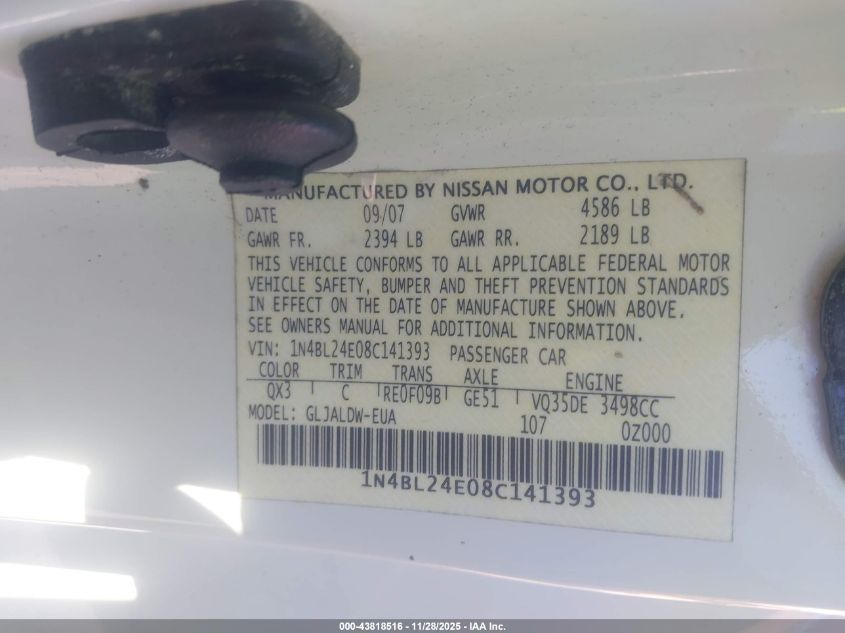 MANUFACTURED BY NISSAN MOTOR CO., LTD.
DATE 09/07 GVWR 4586 LB
GAWR FR. 2394 LB GAWR RR. 2189 LB
THIS VEHICLE CONFORMS TO ALL APPLICABLE FEDERAL MOTOR
VEHICLE SAFETY, BUMPER AND THEFT PREVENTION STANDARDS
IN EFFECT ON THE DATE OF MANUFACTURE SHOWN ABOVE.
SEE OWNERS MANUAL FOR ADDITIONAL INFORMATION.
VIN: 1N4BL24E08C141393 PASSENGER CAR
COLOR TRIM TRANS AXLE ENGINE
QX3 C RE0F09B GE51 VQ35DE 3498CC
MODEL: GLJALDW-EUA 107 0Z000
1N4BL24E08C141393
000-43818516 - 11/28/2025 - IAA Inc.